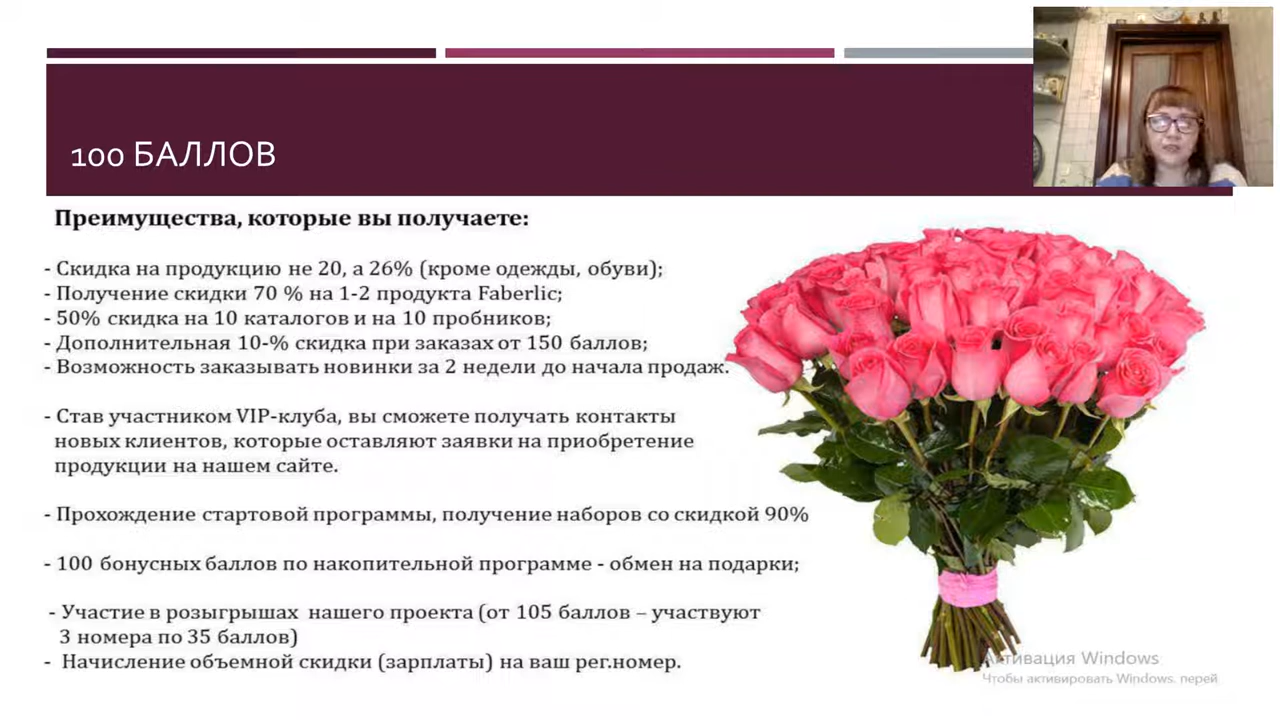 100 БАЛЛОВ
Преимущества, которые вы получаете:
- Скидка на продукцию не 20, а 26% (кроме одежды, обуви);
- Получение скидки 70 % на 1-2 продукта Faberlic;
- 50% скидка на 10 каталогов и на 10 пробников;
- Дополнительная 10-% скидка при заказах от 150 баллов;
- Возможность заказывать новинки за 2 недели до начала продаж.
- Став участником VIP-клуба, вы сможете получать контакты
новых клиентов, которые оставляют заявки на приобретение
продукции на нашем сайте.
- Прохождение стартовой программы, получение наборов со скидкой 90%
- 100 бонусных баллов по накопительной программе - обмен на подарки;
- Участие в розыгрышах нашего проекта (от 105 баллов – участвуют
3 номера по 35 баллов)
- Начисление объемной скидки (зарплаты) на ваш рег.номер.
Активация Windows
Чтобы активировать Windows, перей